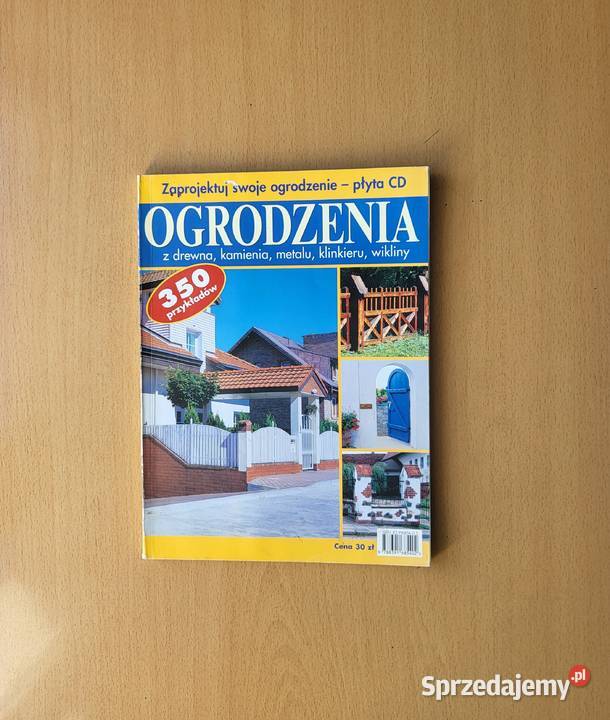 Zaprojektuj swoje ogrodzenie – płyta CD
OGRODZENIA
z drewna, kamienia, metalu, klinkieru, wikliny
350
przykładów
Cena 30 zł
Sprzedajemy.pl